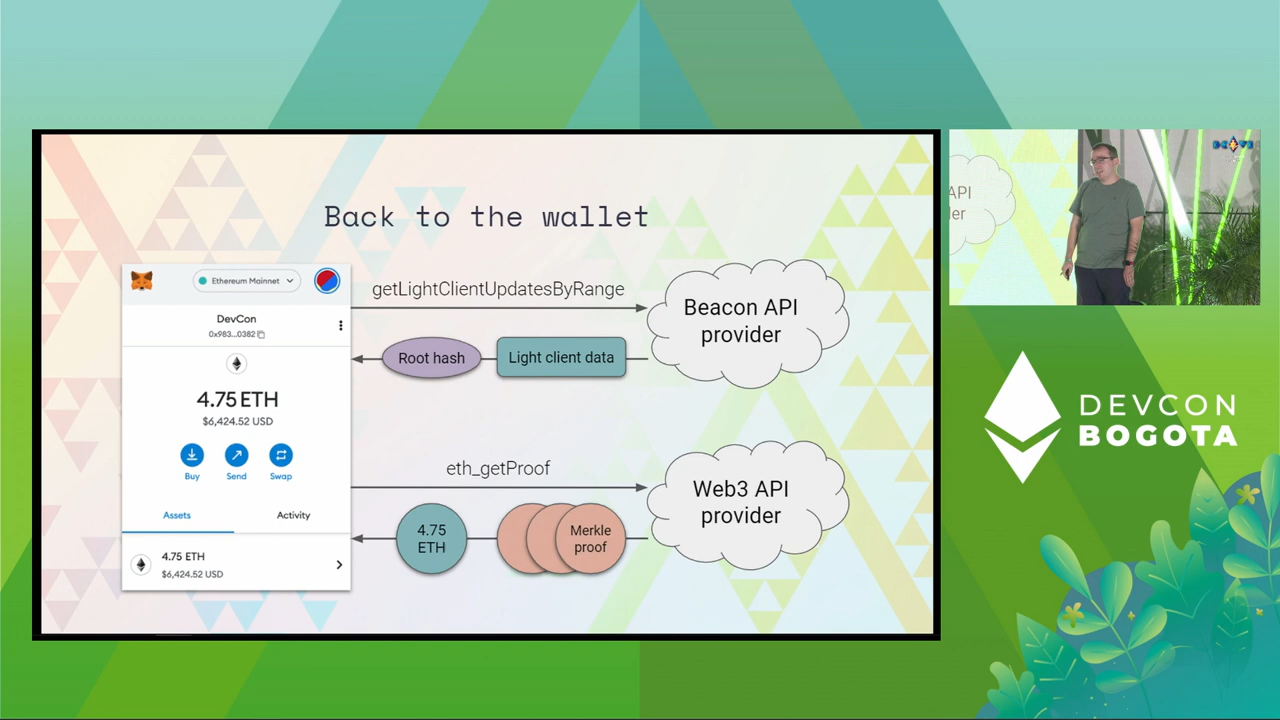 Back to the wallet
Ethereum Mainnet
DevCon
0x983...0382
4.75 ETH
$6,424.52 USD
Buy
Send
Swap
Assets
Activity
4.75 ETH
$6,424.52 USD
getLightClientUpdatesByRange
Root hash
Light client data
Beacon API
provider
eth_getProof
4.75
ETH
Merkle
proof
Web3 API
provider
API
der
DEVCON
BOGOTA